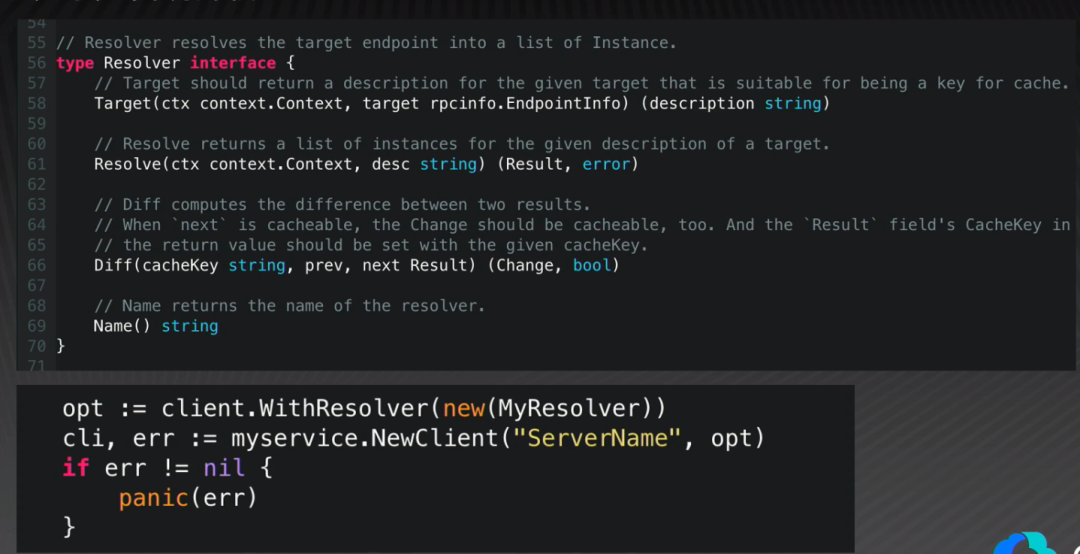 54
55 // Resolver resolves the target endpoint into a list of Instance.
56 type Resolver interface {
57 // Target should return a description for the given target that is suitable for being a key for cache.
58 Target(ctx context.Context, target rpcinfo.EndpointInfo) (description string)
59
60 // Resolve returns a list of instances for the given description of a target.
61 Resolve(ctx context.Context, desc string) (Result, error)
62
63 // Diff computes the difference between two results.
64 // When `next` is cacheable, the Change should be cacheable, too. And the `Result` field's CacheKey in
65 // the return value should be set with the given cacheKey.
66 Diff(cacheKey string, prev, next Result) (Change, bool)
67
68 // Name returns the name of the resolver.
69 Name() string
70 }
71
opt := client.WithResolver(new(MyResolver))
cli, err := myservice.NewClient("ServerName", opt)
if err != nil {
panic(err)
}